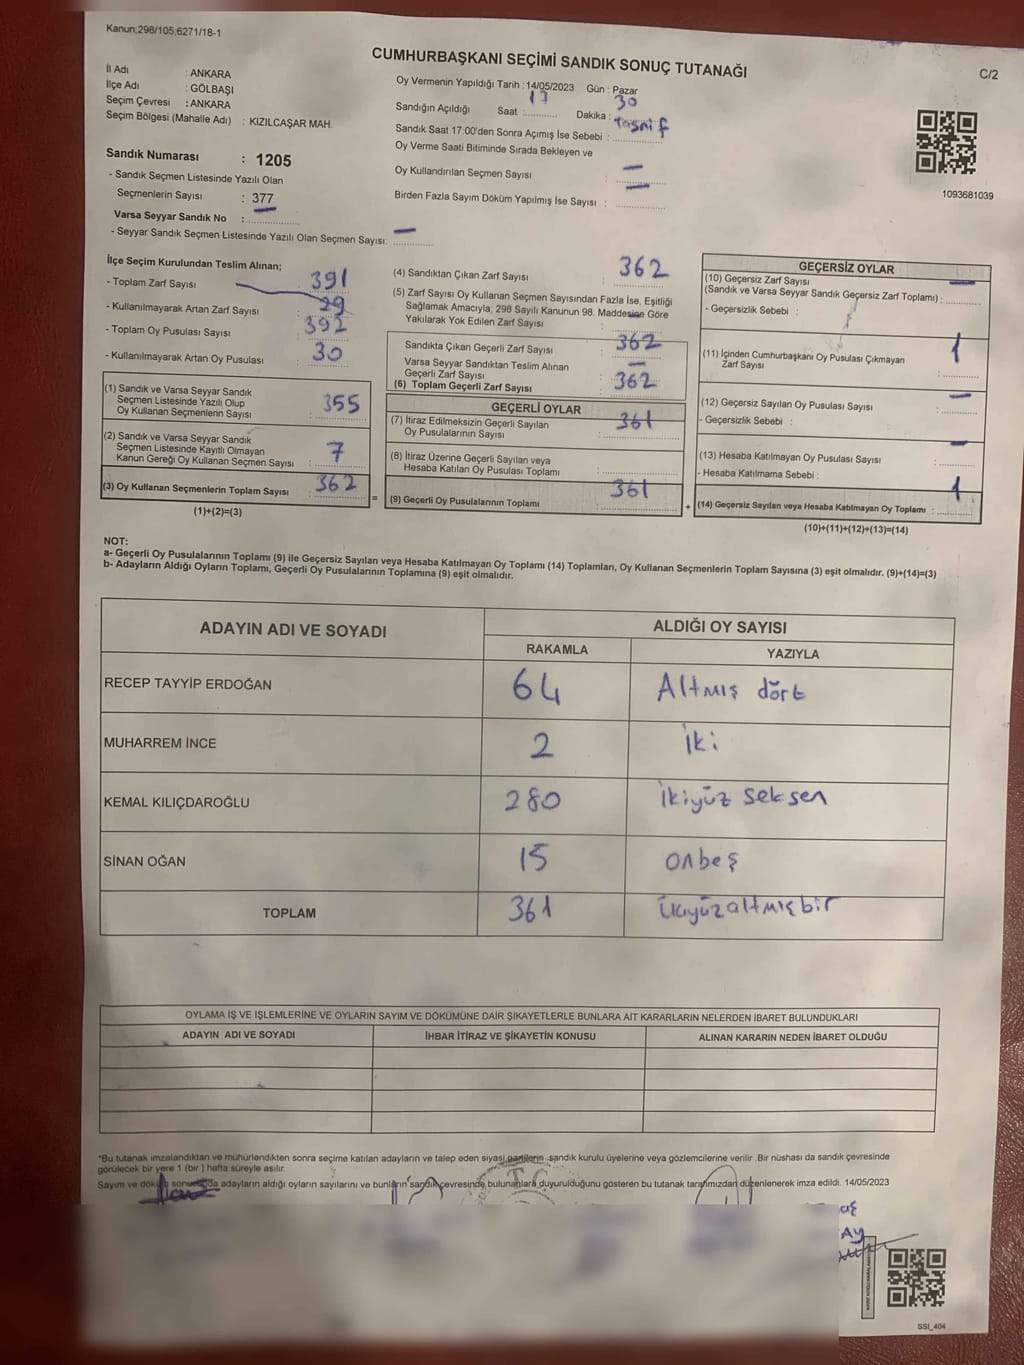 Kanun;298/105;6271/18-1
CUMHURBAŞKANI SEÇİMİ SANDIK SONUÇ TUTANAĞI
C/2
İl Adı : ANKARA
İlçe Adı : GÖLBAŞI
Seçim Çevresi : ANKARA
Seçim Bölgesi (Mahalle Adı) : KIZILCAŞAR MAH.
Sandık Numarası : 1205
- Sandık Seçmen Listesinde Yazılı Olan
Seçmenlerin Sayısı : 377
Varsa Seyyar Sandık No :
- Seyyar Sandık Seçmen Listesinde Yazılı Olan Seçmen Sayısı: —
Oy Vermenin Yapıldığı Tarih : 14/05/2023 Gün : Pazar
Sandığın Açıldığı Saat : 17 Dakika : 30
Sandık Saat 17:00'den Sonra Açımış İse Sebebi : Tasnif
Oy Verme Saati Bitiminde Sırada Bekleyen ve
Oy Kullandırılan Seçmen Sayısı : —
Birden Fazla Sayım Döküm Yapılmış İse Sayısı : —
1093681039
İlçe Seçim Kurulundan Teslim Alınan;
- Toplam Zarf Sayısı : 391
- Kullanılmayarak Artan Zarf Sayısı : 29
- Toplam Oy Pusulası Sayısı : 392
- Kullanılmayarak Artan Oy Pusulası : 30
(1) Sandık ve Varsa Seyyar Sandık
Seçmen Listesinde Yazılı Olup
Oy Kullanan Seçmenlerin Sayısı : 355
(2) Sandık ve Varsa Seyyar Sandık
Seçmen Listesinde Kayıtlı Olmayan
Kanun Gereği Oy Kullanan Seçmen Sayısı : 7
(3) Oy Kullanan Seçmenlerin Toplam Sayısı : 362
(1)+(2)=(3)
=
(4) Sandıktan Çıkan Zarf Sayısı : 362
(5) Zarf Sayısı Oy Kullanan Seçmen Sayısından Fazla İse, Eşitliği
Sağlamak Amacıyla, 298 Sayılı Kanunun 98. Maddesine Göre
Yakılarak Yok Edilen Zarf Sayısı : —
Sandıkta Çıkan Geçerli Zarf Sayısı : 362
Varsa Seyyar Sandıktan Teslim Alınan
Geçerli Zarf Sayısı : —
(6) Toplam Geçerli Zarf Sayısı : 362
GEÇERLİ OYLAR
(7) İtiraz Edilmeksizin Geçerli Sayılan
Oy Pusulalarının Sayısı : 361
(8) İtiraz Üzerine Geçerli Sayılan veya
Hesaba Katılan Oy Pusulası Toplamı :
(9) Geçerli Oy Pusulalarının Toplamı : 361
+
GEÇERSİZ OYLAR
(10) Geçersiz Zarf Sayısı
(Sandık ve Varsa Seyyar Sandık Geçersiz Zarf Toplamı) : —
- Geçersizlik Sebebi :
(11) İçinden Cumhurbaşkanı Oy Pusulası Çıkmayan
Zarf Sayısı : 1
(12) Geçersiz Sayılan Oy Pusulası Sayısı : —
- Geçersizlik Sebebi :
(13) Hesaba Katılmayan Oy Pusulası Sayısı : —
- Hesaba Katılmama Sebebi :
(14) Geçersiz Sayılan veya Hesaba Katılmayan Oy Toplamı : 1
(10)+(11)+(12)+(13)=(14)
NOT:
a- Geçerli Oy Pusulalarının Toplamı (9) ile Geçersiz Sayılan veya Hesaba Katılmayan Oy Toplamı (14) Toplamları, Oy Kullanan Seçmenlerin Toplam Sayısına (3) eşit olmalıdır. (9)+(14)=(3)
b- Adayların Aldığı Oyların Toplamı, Geçerli Oy Pusulalarının Toplamına (9) eşit olmalıdır.
ADAYIN ADI VE SOYADI ALDIĞI OY SAYISI
RAKAMLA YAZIYLA
RECEP TAYYİP ERDOĞAN 64 Altmış dört
MUHARREM İNCE 2 iki
KEMAL KILIÇDAROĞLU 280 ikiyüz seksen
SİNAN OĞAN 15 onbeş
TOPLAM 361 üçyüzaltmışbir
OYLAMA İŞ VE İŞLEMLERİNE VE OYLARIN SAYIM VE DÖKÜMÜNE DAİR ŞİKAYETLERLE BUNLARA AİT KARARLARIN NELERDEN İBARET BULUNDUKLARI
ADAYIN ADI VE SOYADI İHBAR İTİRAZ VE ŞİKAYETİN KONUSU ALINAN KARARIN NEDEN İBARET OLDUĞU
*Bu tutanak imzalandıktan ve mühürlendikten sonra seçime katılan adayların ve talep eden siyasi partilerin sandık kurulu üyelerine veya gözlemcilerine verilir .Bir nüshası da sandık çevresinde
görülecek bir yere 1 (bir ) hafta süreyle asılır.
Sayım ve döküm sonucunda adayların aldığı oyların sayılarını ve bunların sandık çevresinde bulunanlara duyurulduğunu gösteren bu tutanak tarafımızdan düzenlenerek imza edildi. 14/05/2023
T.C.
AY
SSI_404